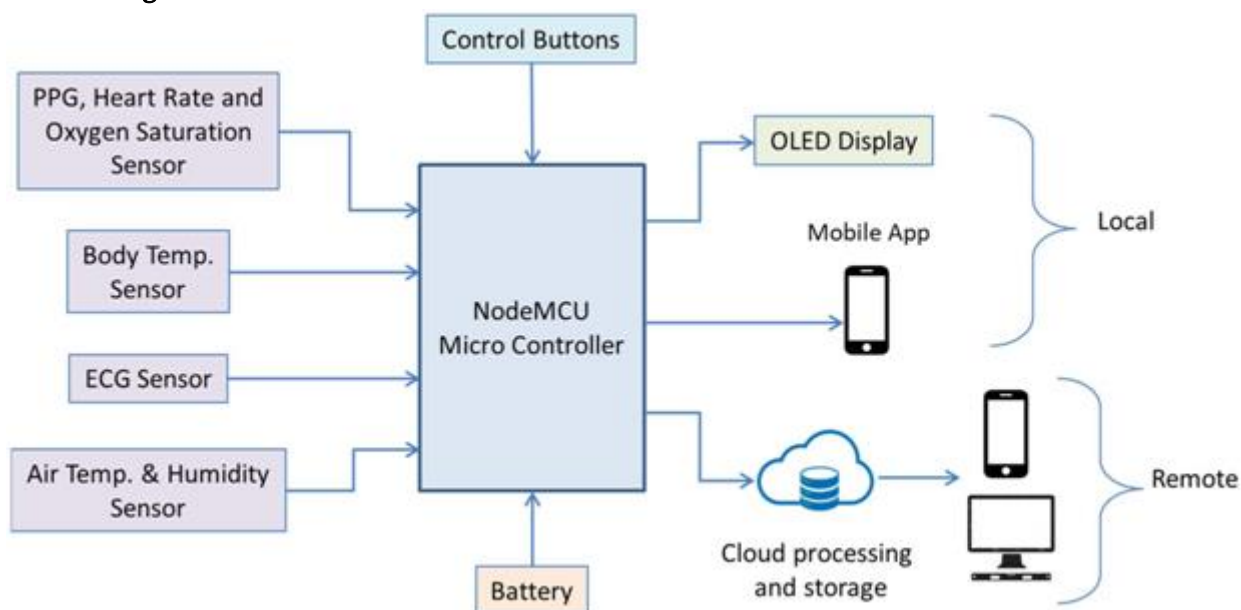 Control Buttons
PPG, Heart Rate and
Oxygen Saturation
Sensor
OLED Display
Body Temp.
Sensor
Mobile App
Local
NodeMCU
Micro Controller
ECG Sensor
Air Temp. & Humidity
Sensor
Remote
Cloud processing
and storage
Battery